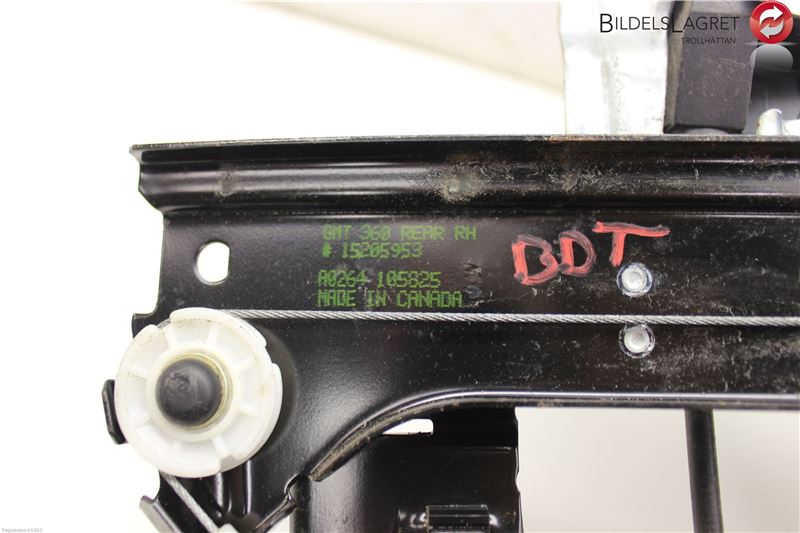 BILDELSLAGRET
TROLLHÄTTAN
GMT 360 REAR RH
# 15205953
A0264 105825
MADE IN CANADA
BDT